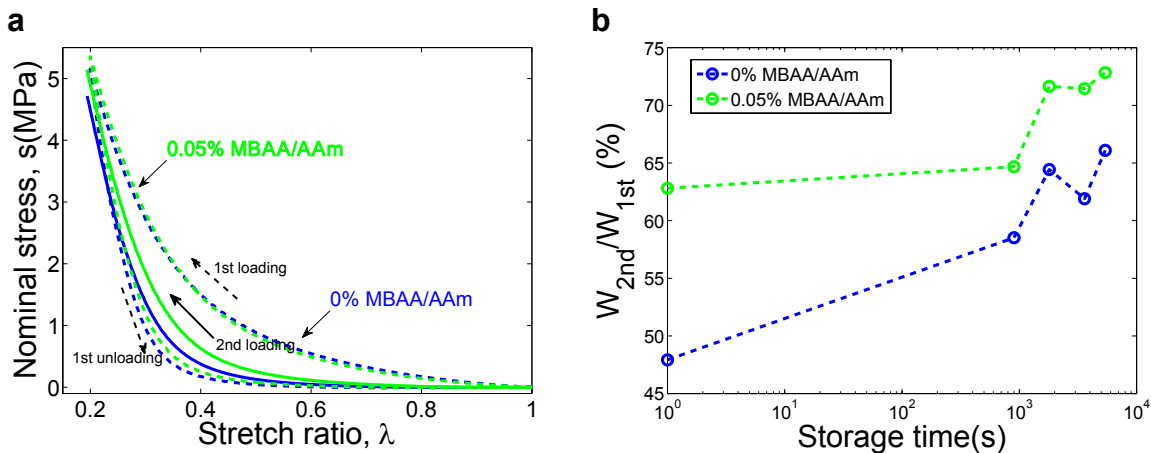 a
Nominal stress, s(MPa)
5
4
3
2
1
0
0.2
0.4
0.6
0.8
1
Stretch ratio, λ
0.05% MBAA/AAm
1st loading
0% MBAA/AAm
2nd loading
1st unloading
b
W_2nd/W_1st (%)
75
70
65
60
55
50
45
10^0
10^1
10^2
10^3
10^4
Storage time(s)
0% MBAA/AAm
0.05% MBAA/AAm